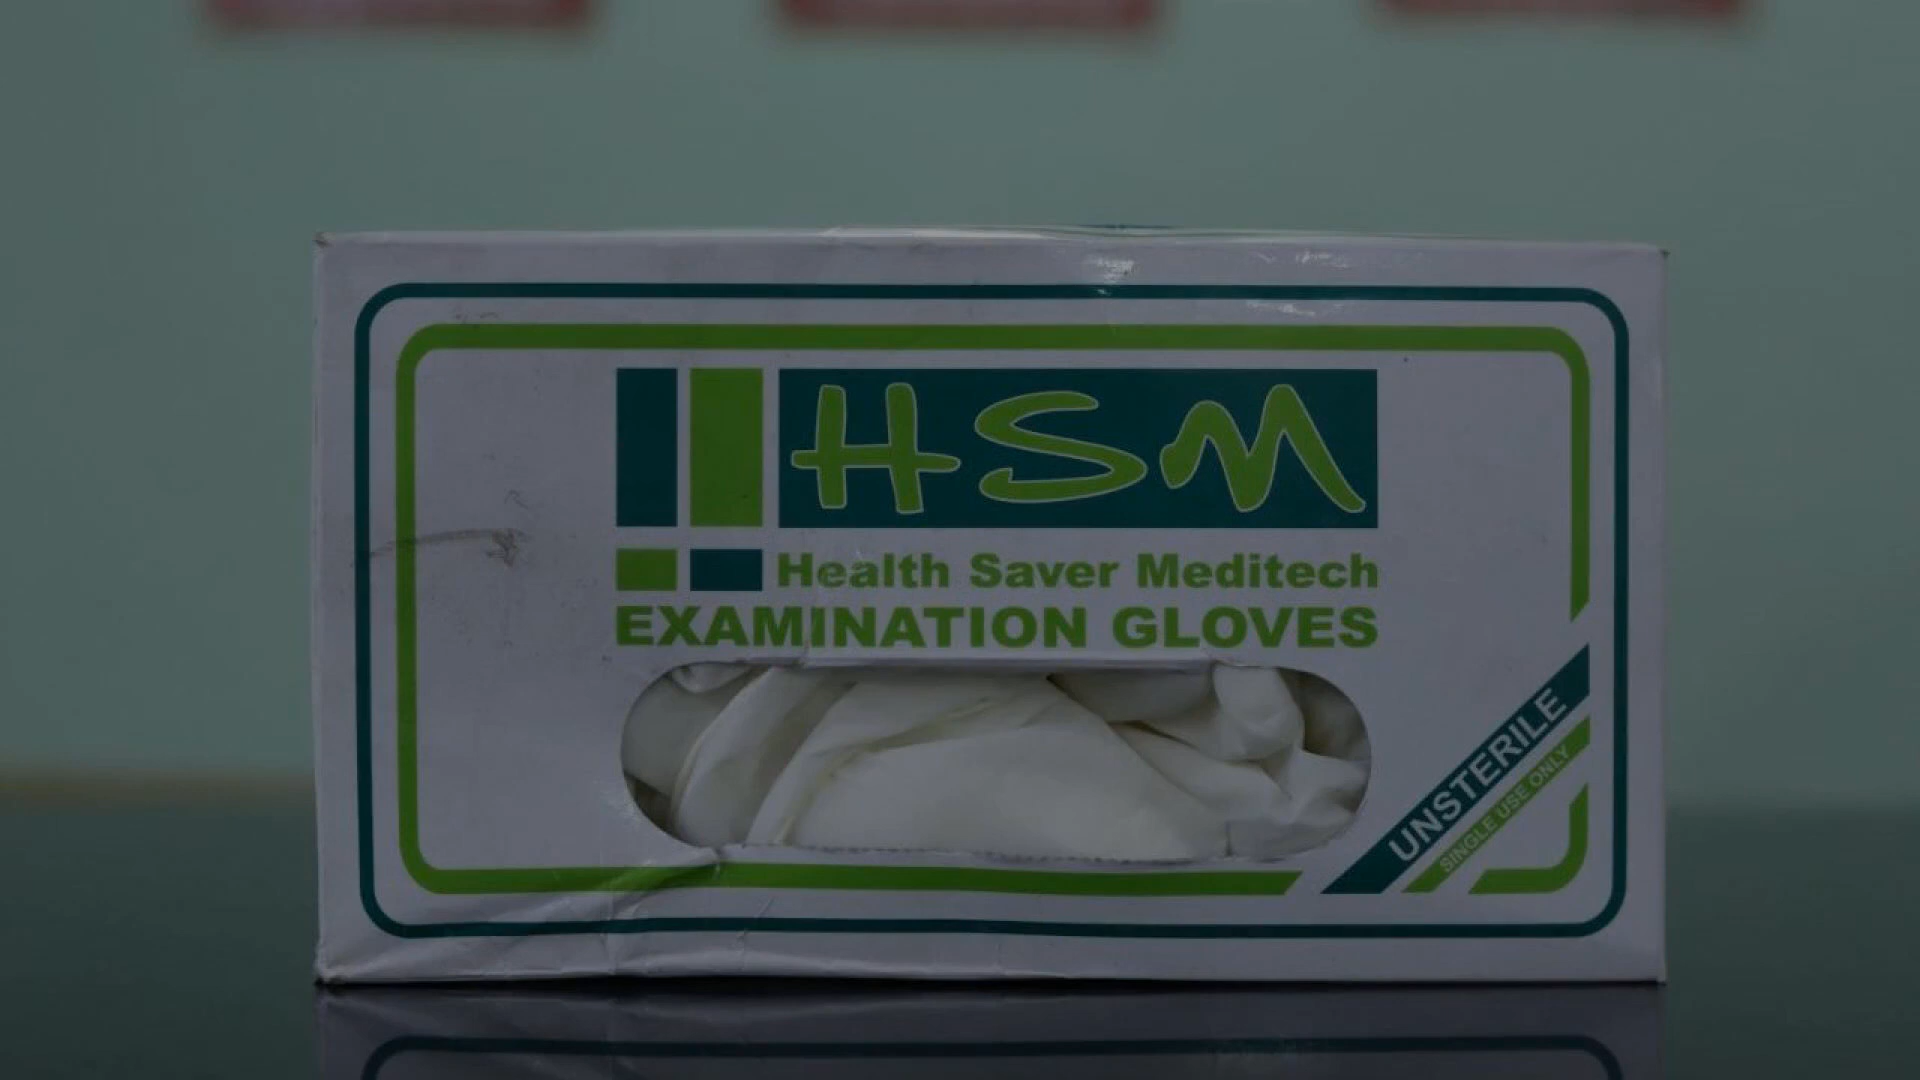 HSM
Health Saver Meditech
EXAMINATION GLOVES
UNSTERILE
SINGLE USE ONLY